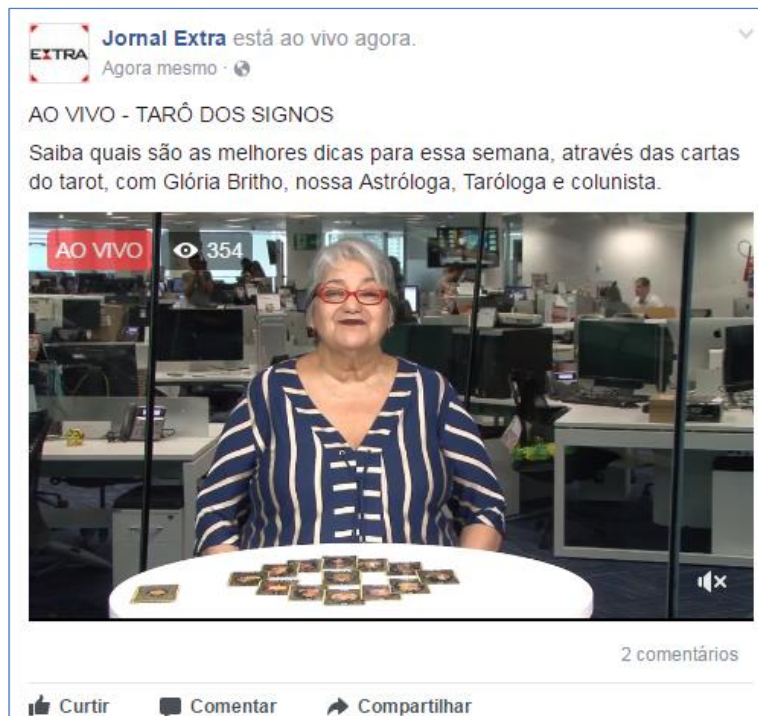 EXTRA
Jornal Extra está ao vivo agora.
Agora mesmo ·
AO VIVO - TARÔ DOS SIGNOS
Saiba quais são as melhores dicas para essa semana, através das cartas
do tarot, com Glória Britho, nossa Astróloga, Taróloga e colunista.
AO VIVO 354
2 comentários
Curtir Comentar Compartilhar